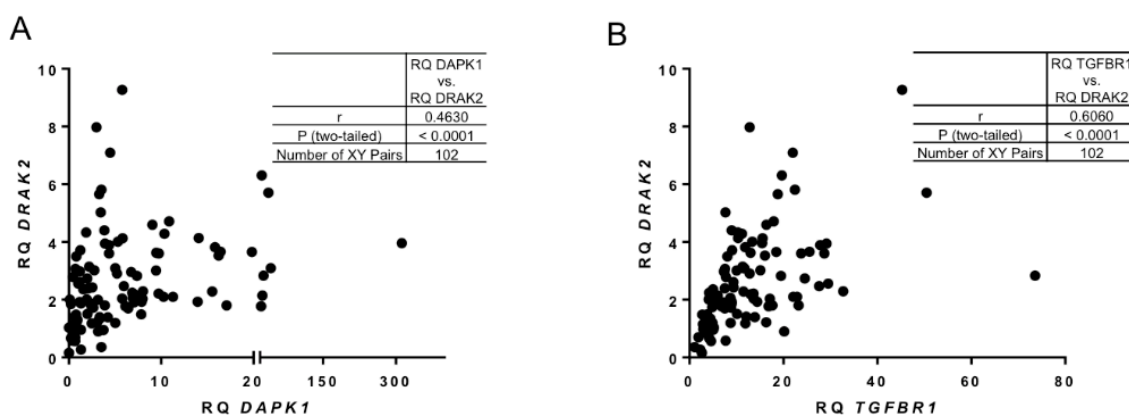 A
RQ DAPK1
vs.
RQ DRAK2
r 0.4630
P (two-tailed) < 0.0001
Number of XY Pairs 102
10
8
6
4
2
0
RQ DRAK2
0 10 20 150 300
RQ DAPK1
B
RQ TGFBR1
vs.
RQ DRAK2
r 0.6060
P (two-tailed) < 0.0001
Number of XY Pairs 102
10
8
6
4
2
0
RQ DRAK2
0 20 40 60 80
RQ TGFBR1